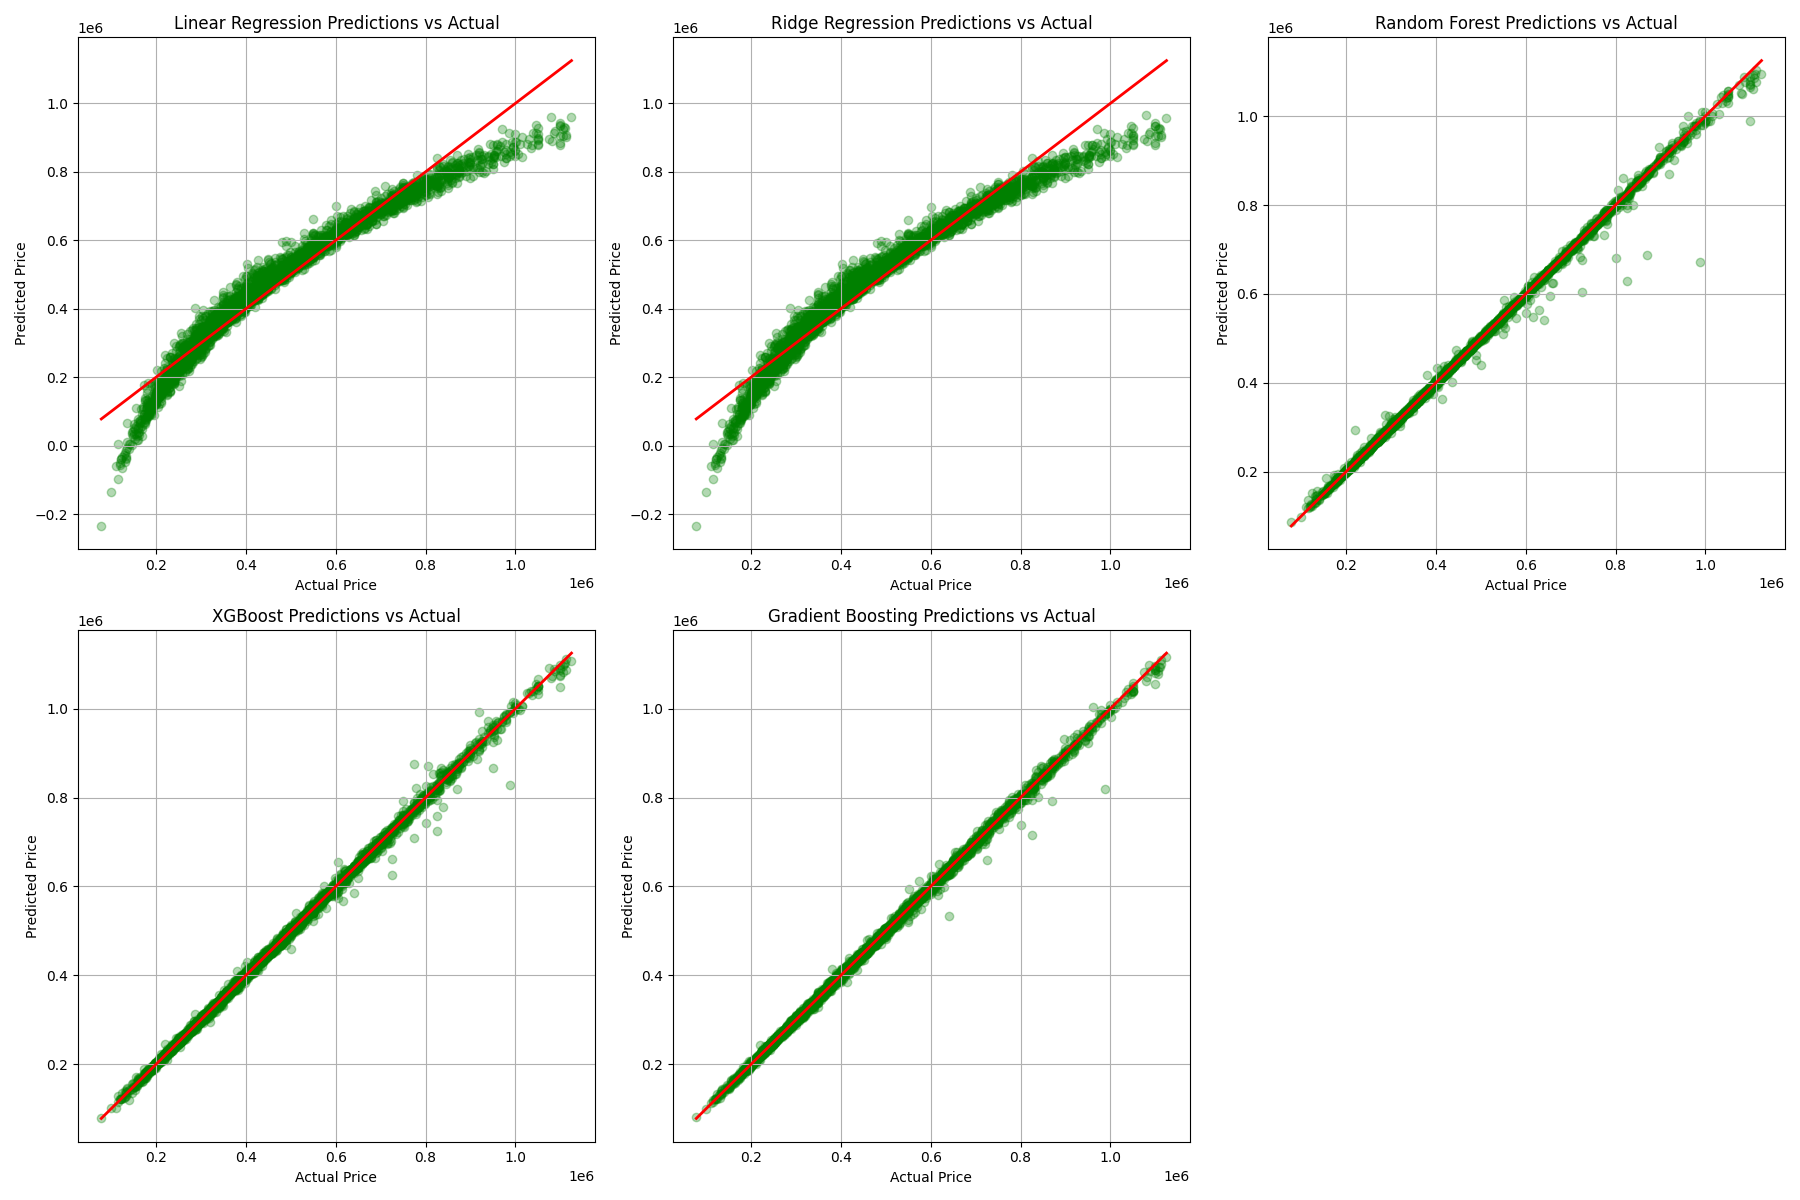 Linear Regression Predictions vs Actual
1e6
1.0
0.8
0.6
0.4
0.2
0.0
−0.2
Predicted Price
0.2 0.4 0.6 0.8 1.0
1e6
Actual Price
Ridge Regression Predictions vs Actual
1e6
1.0
0.8
0.6
0.4
0.2
0.0
−0.2
Predicted Price
0.2 0.4 0.6 0.8 1.0
1e6
Actual Price
Random Forest Predictions vs Actual
1e6
1.0
0.8
0.6
0.4
0.2
Predicted Price
0.2 0.4 0.6 0.8 1.0
1e6
Actual Price
XGBoost Predictions vs Actual
1e6
1.0
0.8
0.6
0.4
0.2
Predicted Price
0.2 0.4 0.6 0.8 1.0
1e6
Actual Price
Gradient Boosting Predictions vs Actual
1e6
1.0
0.8
0.6
0.4
0.2
Predicted Price
0.2 0.4 0.6 0.8 1.0
1e6
Actual Price